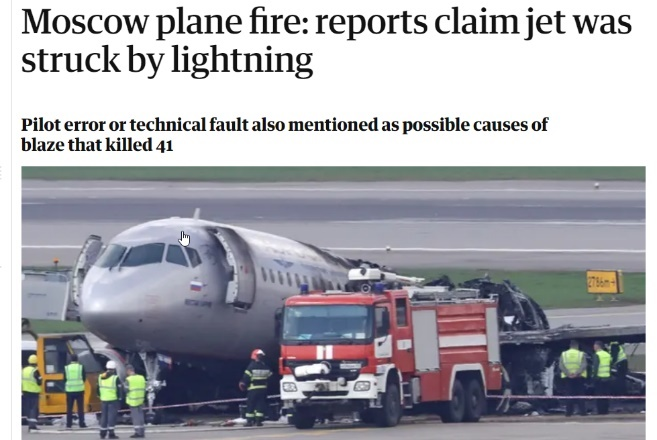 Moscow plane fire: reports claim jet was
struck by lightning
Pilot error or technical fault also mentioned as possible causes of
blaze that killed 41
2786m